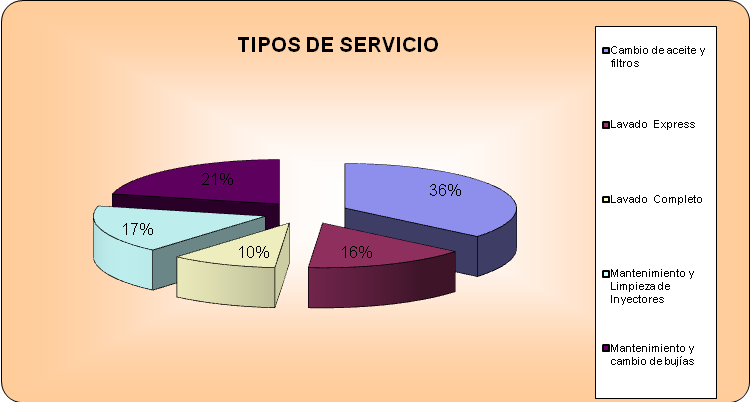 TIPOS DE SERVICIO
Cambio de aceite y
filtros
Lavado Express
Lavado Completo
Mantenimiento y
Limpieza de
Inyectores
Mantenimiento y
cambio de bujías
21%
36%
17%
10%
16%